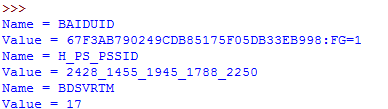 >>>
Name = BAIDUID
Value = 67F3AB790249CDB85175F05DB33EB998:FG=1
Name = H_PS_PSSID
Value = 2428_1455_1945_1788_2250
Name = BDSVRTM
Value = 17